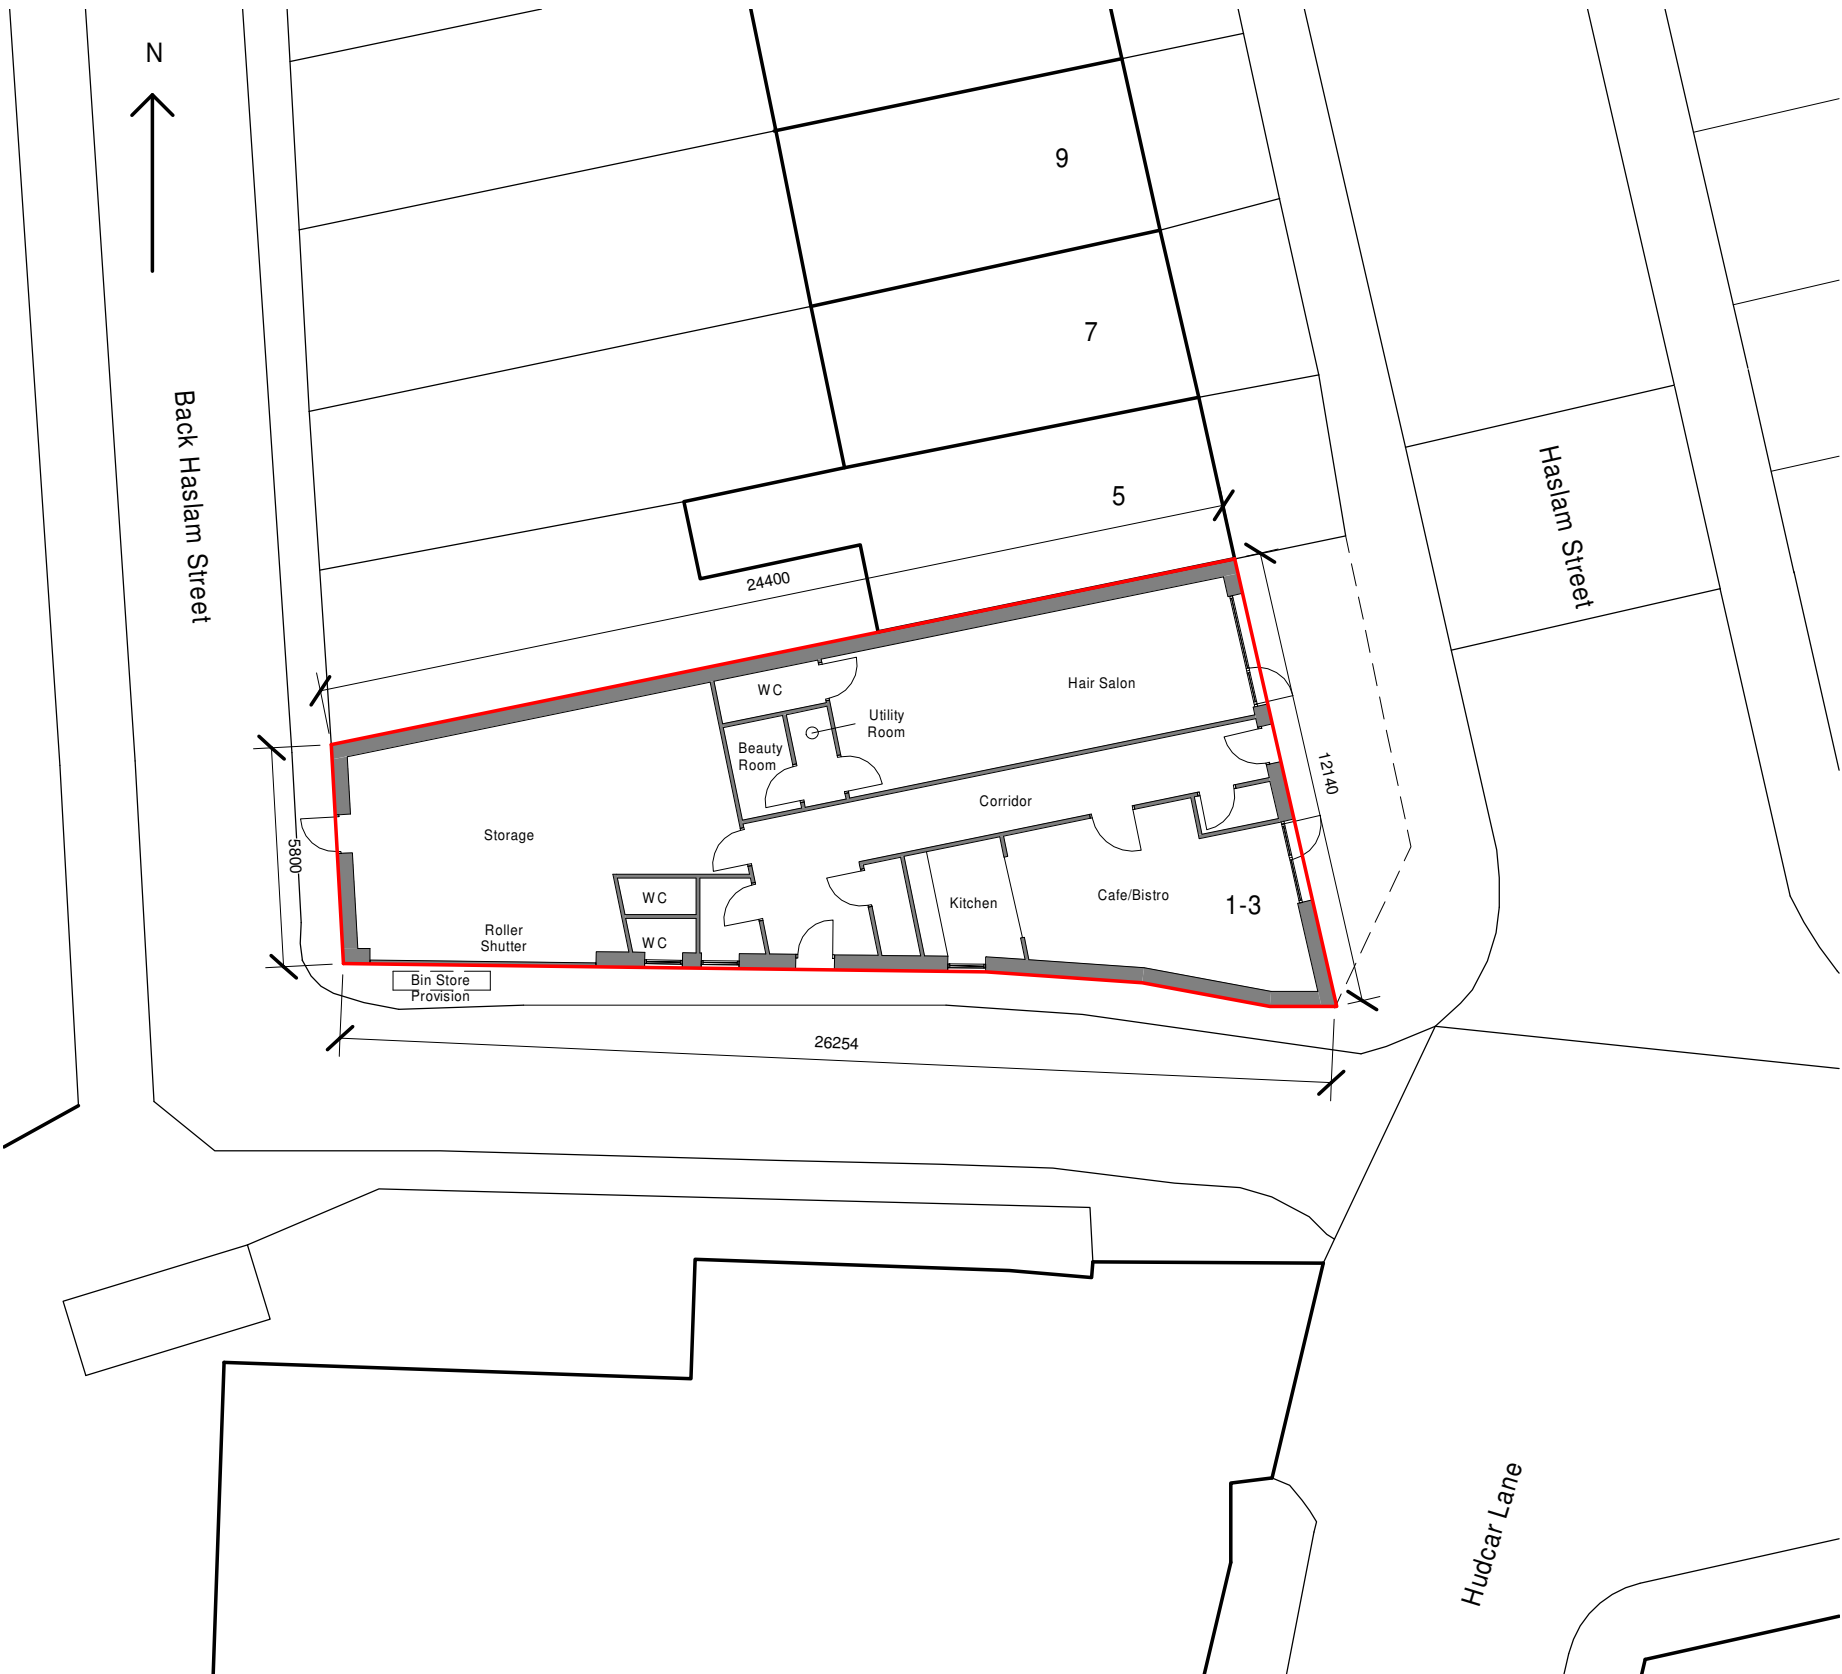 N
9
7
Back Haslam Street
Haslam Street
5
24400
WC
Hair Salon
Utility
Room
Beauty
Room
12140
Corridor
Storage
5800
WC
Kitchen
Cafe/Bistro
1-3
Roller
Shutter
WC
Bin Store
Provision
26254
Hudcar Lane